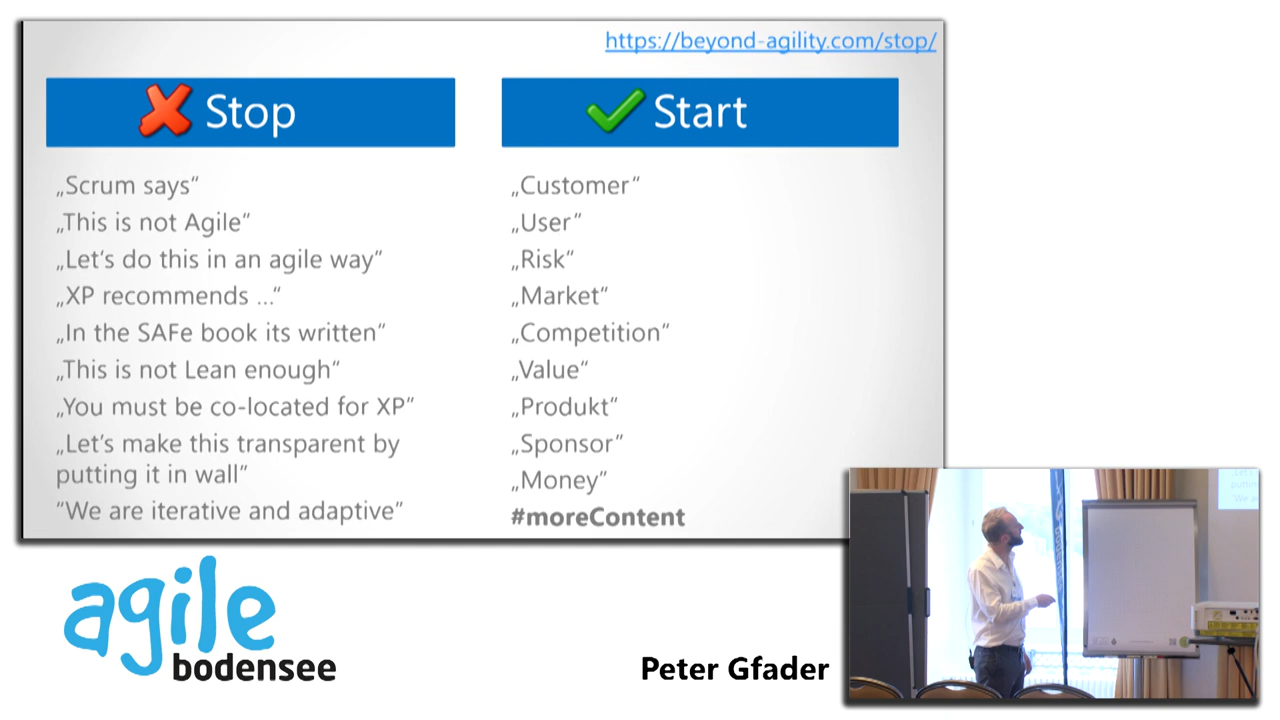 https://beyond-agility.com/stop/
Stop
„Scrum says“
„This is not Agile“
„Let‘s do this in an agile way“
„XP recommends ...“
„In the SAFe book its written“
„This is not Lean enough“
„You must be co-located for XP“
„Let‘s make this transparent by
putting it in wall“
“We are iterative and adaptive”
Start
„Customer“
„User“
„Risk“
„Market“
„Competition“
„Value“
„Produkt“
„Sponsor“
„Money“
#moreContent
agile
bodensee
Peter Gfader